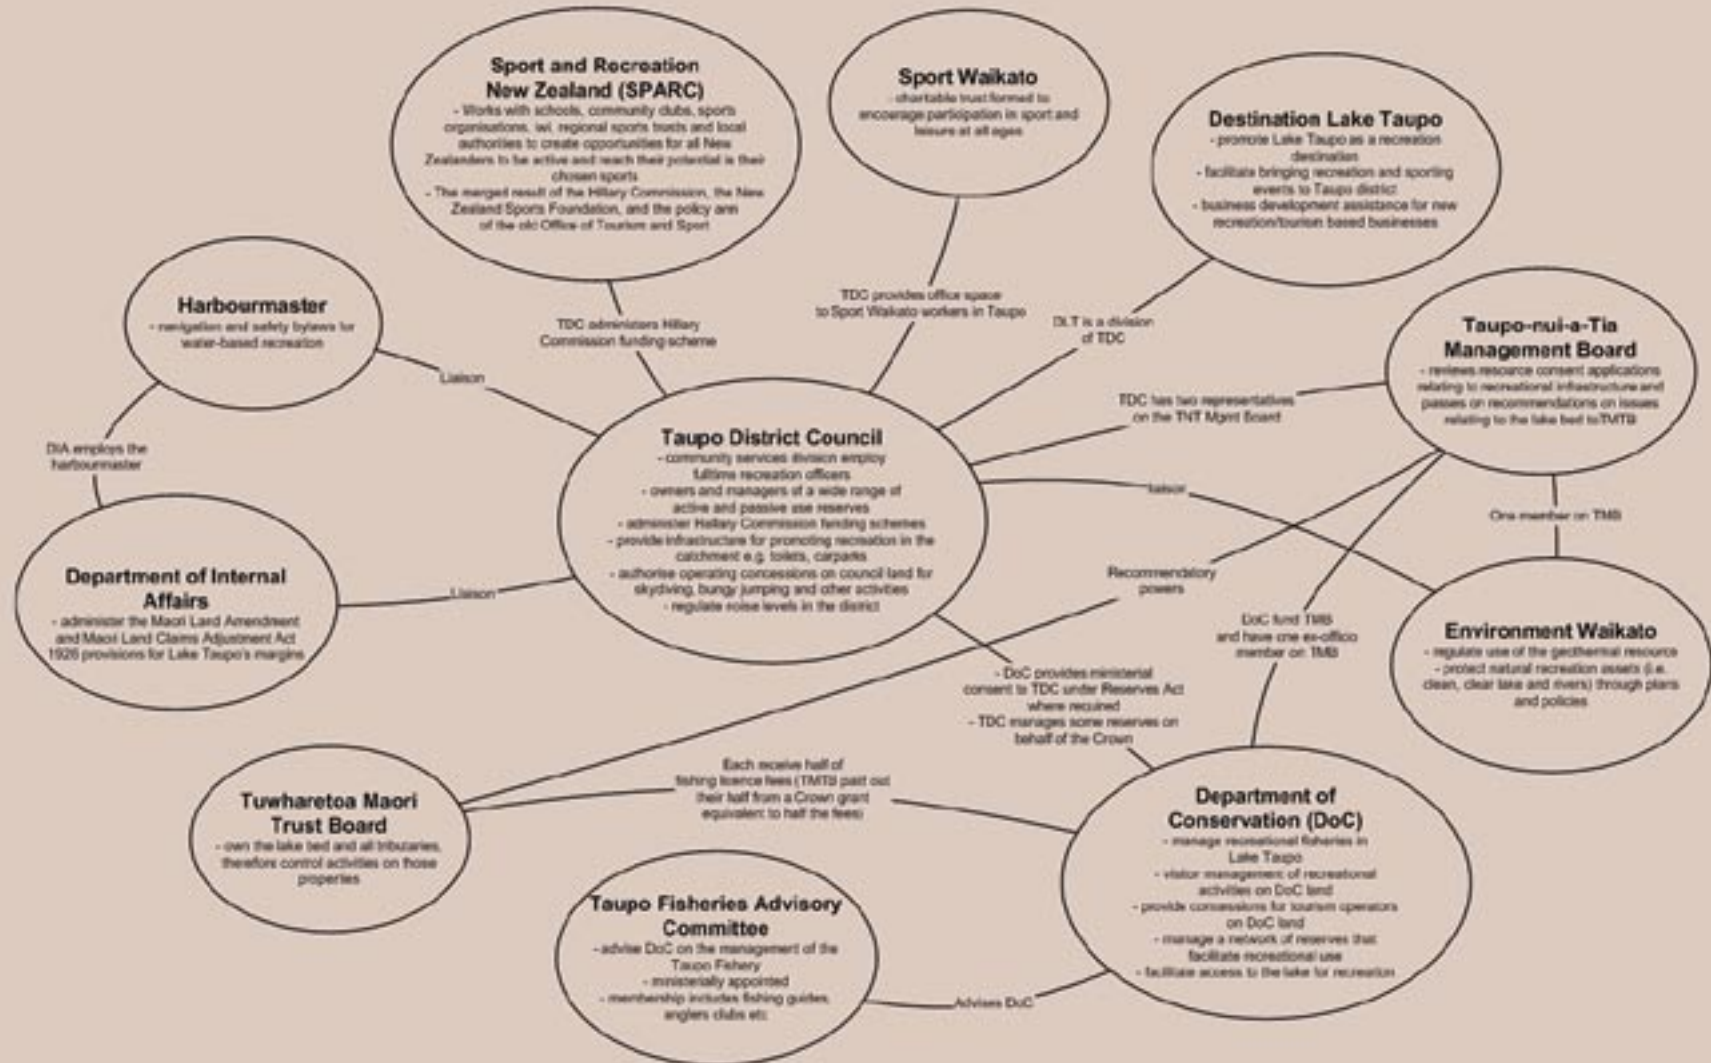 Sport and Recreation
New Zealand (SPARC)
- Works with schools, community clubs, sports
organisations, iwi, regional sports trusts and local
authorities to create opportunities for all New
Zealanders to be active and reach their potential is their
chosen sports
- The merged result of the Hillary Commission, the New
Zealand Sports Foundation, and the policy arm
of the old Office of Tourism and Sport
Sport Waikato
- charitable trust formed to
encourage participation in sport and
leisure at all ages
Destination Lake Taupo
- promote Lake Taupo as a recreation
destination
- facilitate bringing recreation and sporting
events to Taupo district
- business development assistance for new
recreation/tourism based businesses
Harbourmaster
- navigation and safety bylaws for
water-based recreation
TDC administers Hillary
Commission funding scheme
TDC provides office space
to Sport Waikato workers in Taupo
DLT is a division
of TDC
Taupo-nui-a-Tia
Management Board
- reviews resource consent applications
relating to recreational infrastructure and
passes on recommendations on issues
relating to the lake bed to TMTB
Liaison
TDC has two representatives
on the TNT Mgmt Board
DIA employs the
harbourmaster
Taupo District Council
- community services division employ
fulltime recreation officers
- owners and managers of a wide range of
active and passive use reserves
- administer Hallary Commission funding schemes
- provide infrastructure for promoting recreation in the
catchment e.g. toilets, carparks
- authorise operating concessions on council land for
skydiving, bungy jumping and other activities
- regulate noise levels in the district
liaison
One member on TMB
Department of Internal
Affairs
- administer the Maori Land Amendment
and Maori Land Claims Adjustment Act
1926 provisions for Lake Taupo's margins
Liaison
Recommendatory
powers
DoC fund TMB
and have one ex-officio
member on TMB
Environment Waikato
- regulate use of the geothermal resource
- protect natural recreation assets (i.e.
clean, clear lake and rivers) through plans
and policies
- DoC provides ministerial
consent to TDC under Reserves Act
where required
- TDC manages some reserves on
behalf of the Crown
Tuwharetoa Maori
Trust Board
- own the lake bed and all tributaries,
therefore control activities on those
properties
Each receive half of
fishing licence fees (TMTB paid out
their half from a Crown grant
equivalent to half the fees)
Department of
Conservation (DoC)
- manage recreational fisheries in
Lake Taupo
- visitor management of recreational
activities on DoC land
- provide concessions for tourism operators
on DoC land
- manage a network of reserves that
facilitate recreational use
- facilitate access to the lake for recreation
Taupo Fisheries Advisory
Committee
- advise DoC on the management of the
Taupo Fishery
- ministerially appointed
- membership includes fishing guides,
anglers clubs etc
Advises DoC